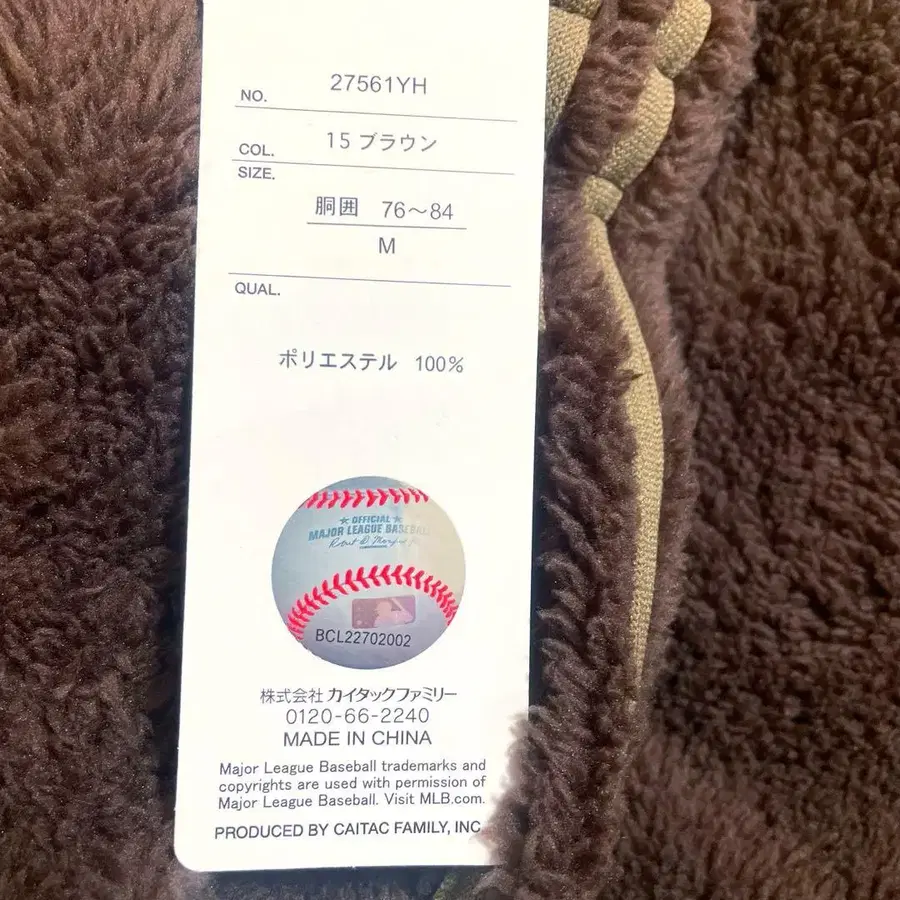 NO. 27561YH
COL. 15 ブラウン
SIZE.
胴囲 76～84
M
QUAL.
ポリエステル 100%
★ OFFICIAL ★
MAJOR LEAGUE BASEBALL
BCL22702002
株式会社 カイタックファミリー
0120-66-2240
MADE IN CHINA
Major League Baseball trademarks and
copyrights are used with permission of
Major League Baseball. Visit MLB.com.
PRODUCED BY CAITAC FAMILY, INC.